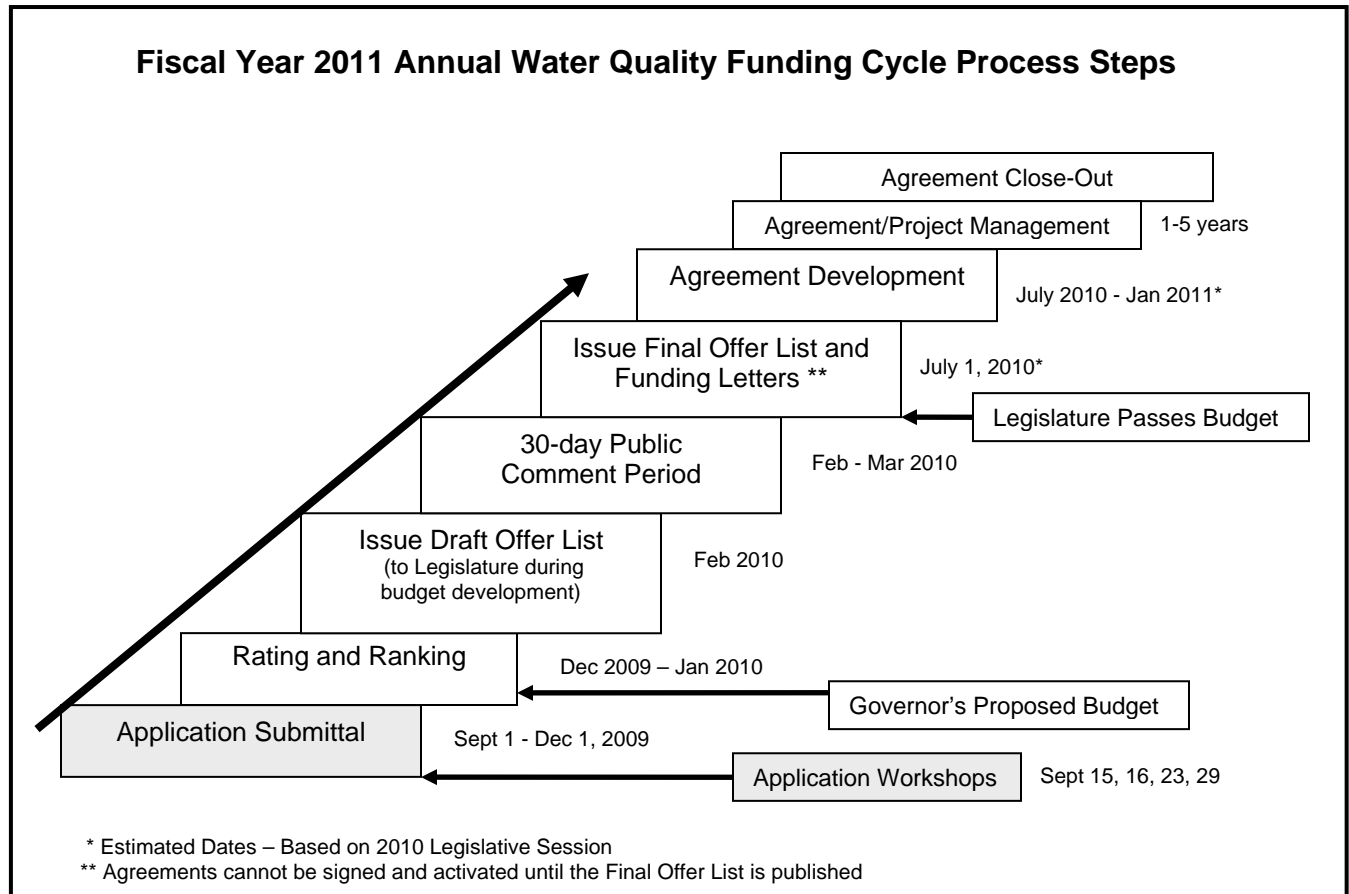 Fiscal Year 2011 Annual Water Quality Funding Cycle Process Steps
Agreement Close-Out
Agreement/Project Management
1-5 years
Agreement Development
July 2010 - Jan 2011*
Issue Final Offer List and
Funding Letters **
July 1, 2010*
Legislature Passes Budget
30-day Public
Comment Period
Feb - Mar 2010
Issue Draft Offer List
(to Legislature during
budget development)
Feb 2010
Rating and Ranking
Dec 2009 – Jan 2010
Governor's Proposed Budget
Application Submittal
Sept 1 - Dec 1, 2009
Application Workshops
Sept 15, 16, 23, 29
* Estimated Dates – Based on 2010 Legislative Session
** Agreements cannot be signed and activated until the Final Offer List is published